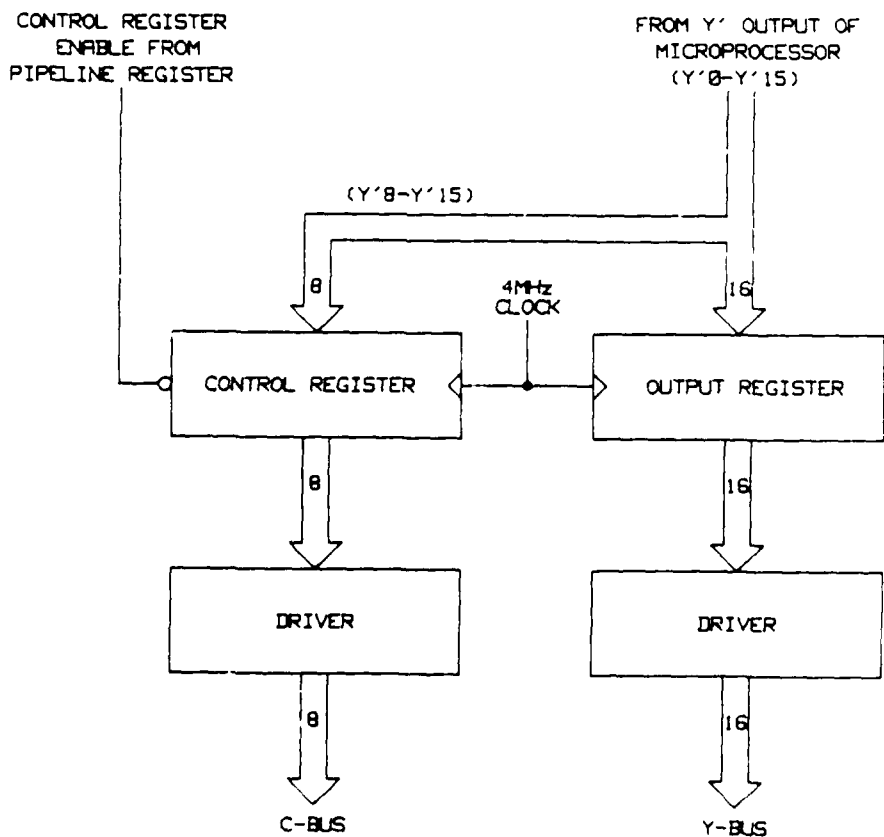 CONTROL REGISTER
ENABLE FROM
PIPELINE REGISTER
FROM Y' OUTPUT OF
MICROPROCESSOR
(Y'0-Y'15)
(Y'8-Y'15)
8
4MHz
CLOCK
16
CONTROL REGISTER
OUTPUT REGISTER
8
16
DRIVER
DRIVER
8
16
C-BUS
Y-BUS